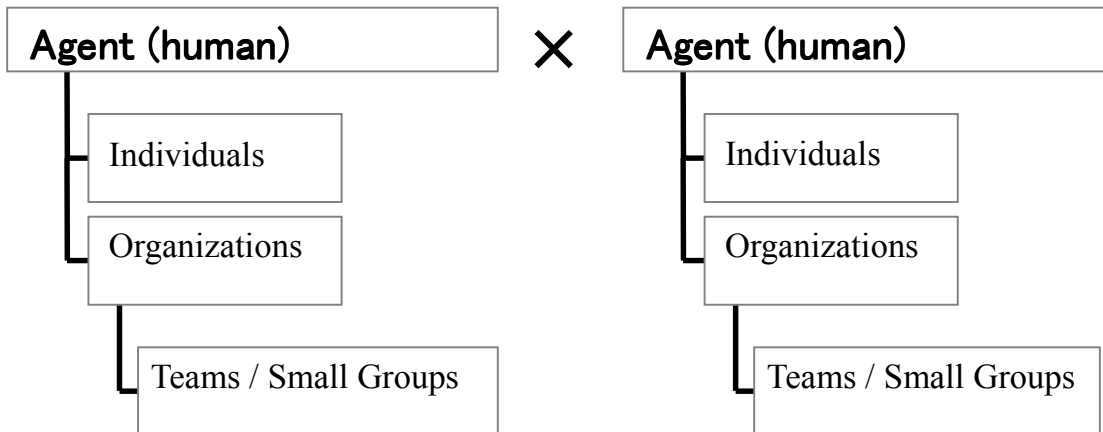 Agent (human)
Individuals
Organizations
Teams / Small Groups
×
Agent (human)
Individuals
Organizations
Teams / Small Groups